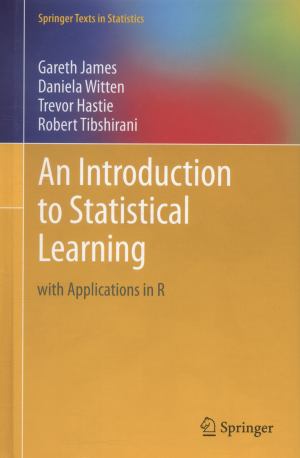 Springer Texts in Statistics
Gareth James
Daniela Witten
Trevor Hastie
Robert Tibshirani
An Introduction
to Statistical
Learning
with Applications in R
Springer